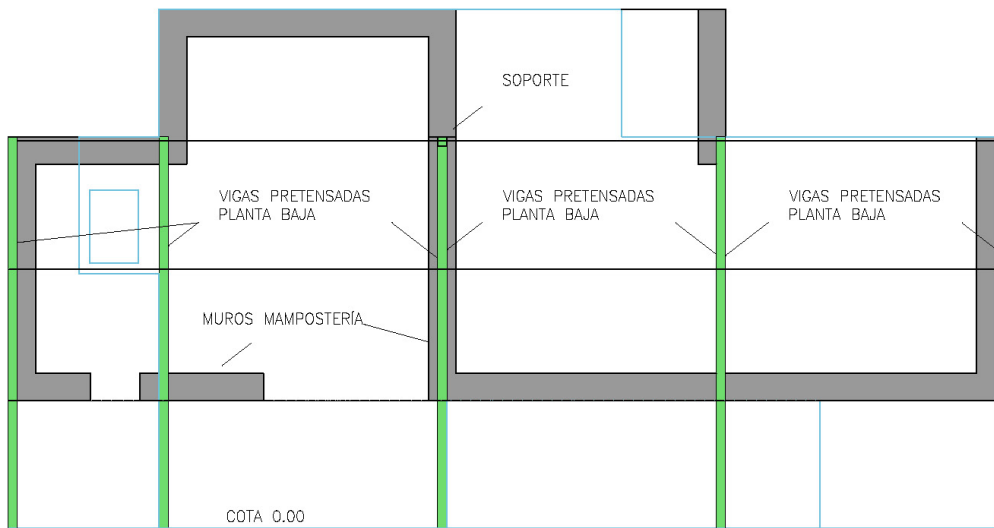 SOPORTE
VIGAS PRETENSADAS
PLANTA BAJA
VIGAS PRETENSADAS
PLANTA BAJA
VIGAS PRETENSADAS
PLANTA BAJA
MUROS MAMPOSTERÍA
COTA 0.00